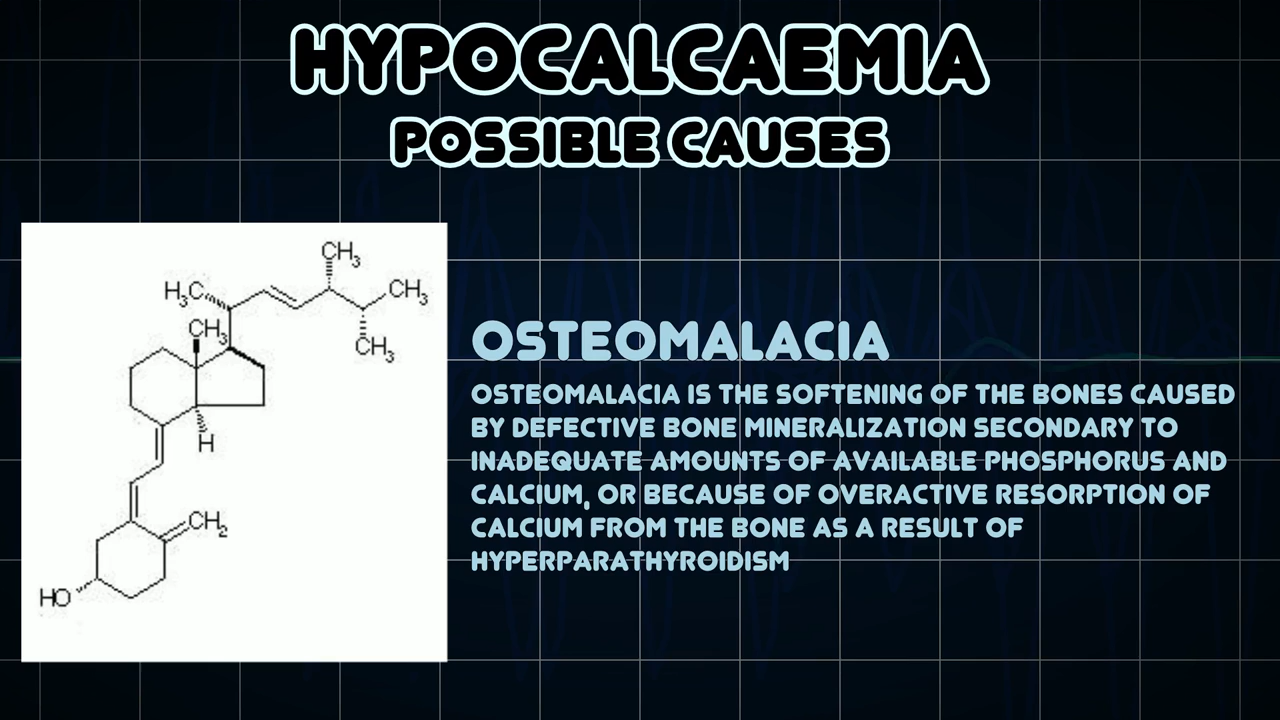 HYPOCALCAEMIA
POSSIBLE CAUSES
CH3
H3C
CH3
CH3
CH3
H
CH2
HO
OSTEOMALACIA
OSTEOMALACIA IS THE SOFTENING OF THE BONES CAUSED
BY DEFECTIVE BONE MINERALIZATION SECONDARY TO
INADEQUATE AMOUNTS OF AVAILABLE PHOSPHORUS AND
CALCIUM, OR BECAUSE OF OVERACTIVE RESORPTION OF
CALCIUM FROM THE BONE AS A RESULT OF
HYPERPARATHYROIDISM